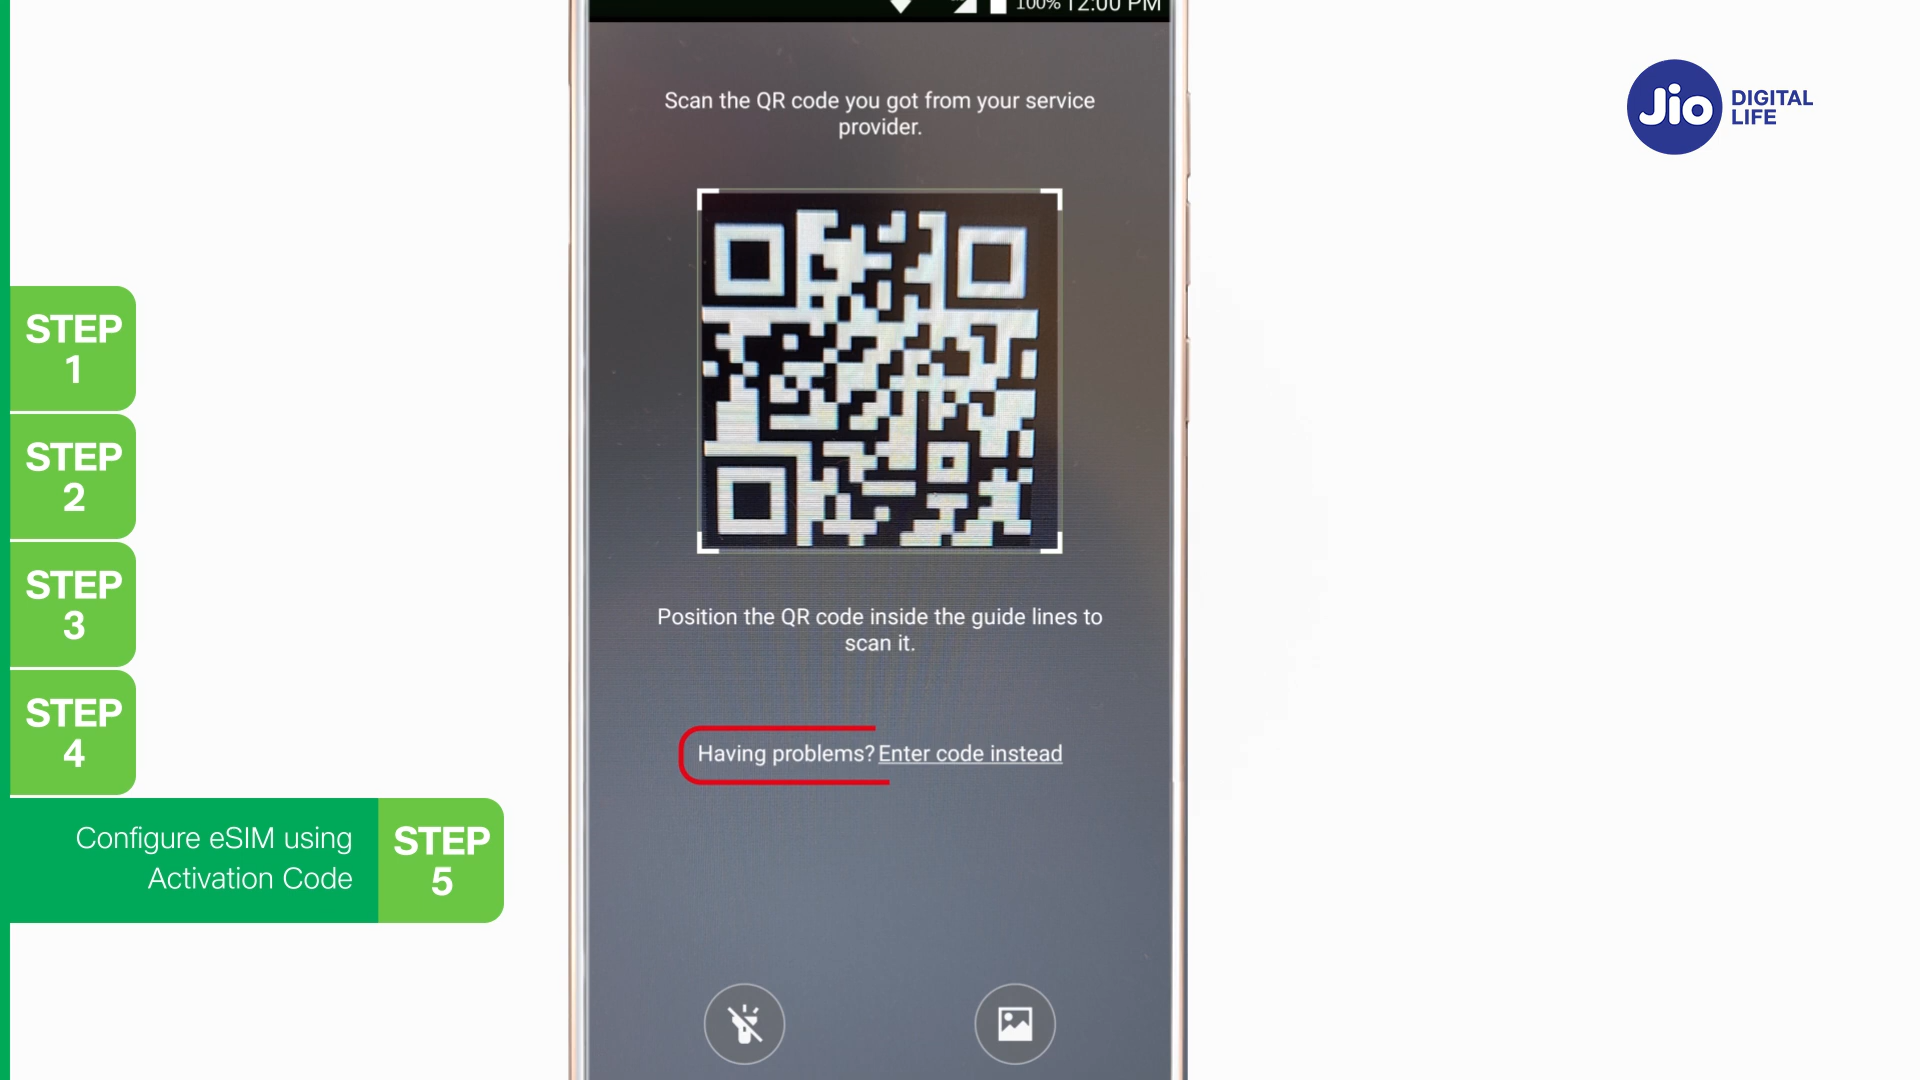 100% 12:00 PM
Scan the QR code you got from your service
provider.
Jio DIGITAL
LIFE
STEP
1
STEP
2
STEP
3
STEP
4
Position the QR code inside the guide lines to
scan it.
Having problems? Enter code instead
Configure eSIM using
Activation Code
STEP
5